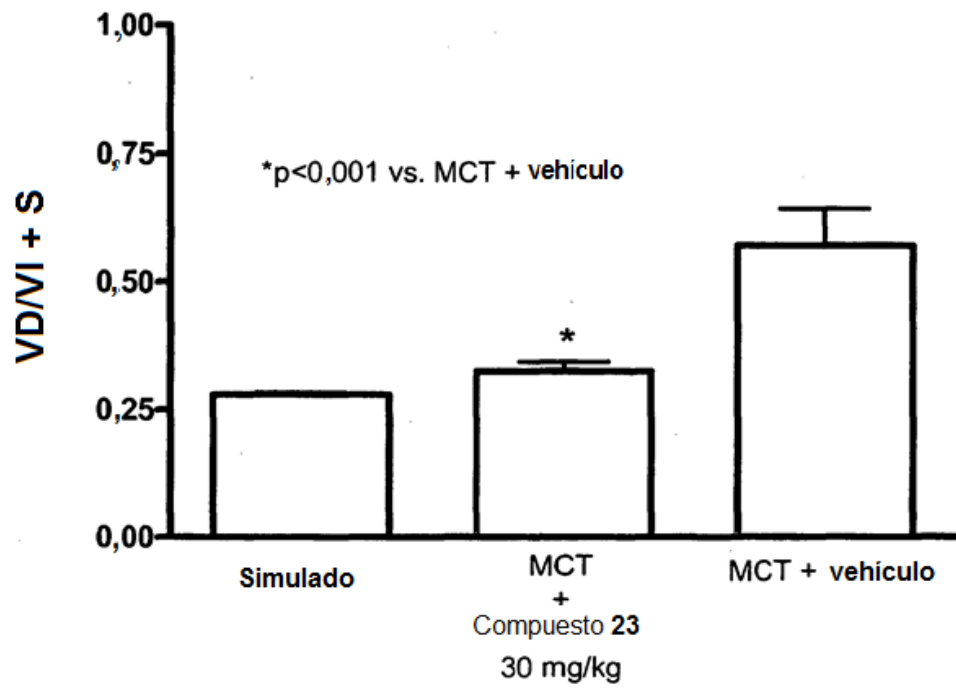 1,00
0,75
*p<0,001 vs. MCT + vehículo
VD/VI + S
0,50
*
0,25
0,00
Simulado
MCT
+
Compuesto 23
30 mg/kg
MCT + vehículo